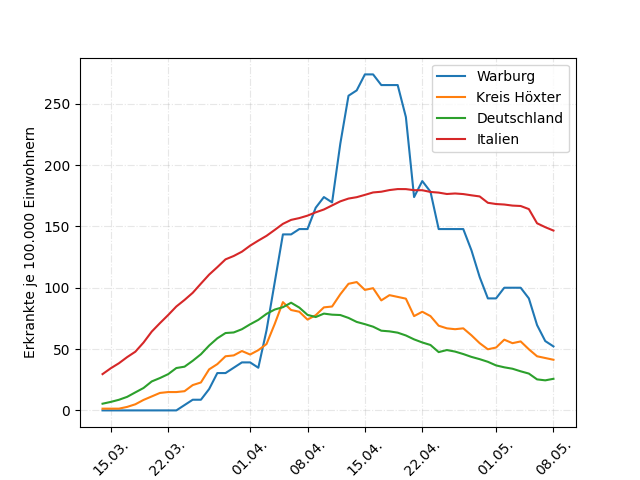 Erkrankte je 100.000 Einwohnern
250
200
150
100
50
0
Warburg
Kreis Höxter
Deutschland
Italien
15.03.
22.03.
01.04.
08.04.
15.04.
22.04.
01.05.
08.05.